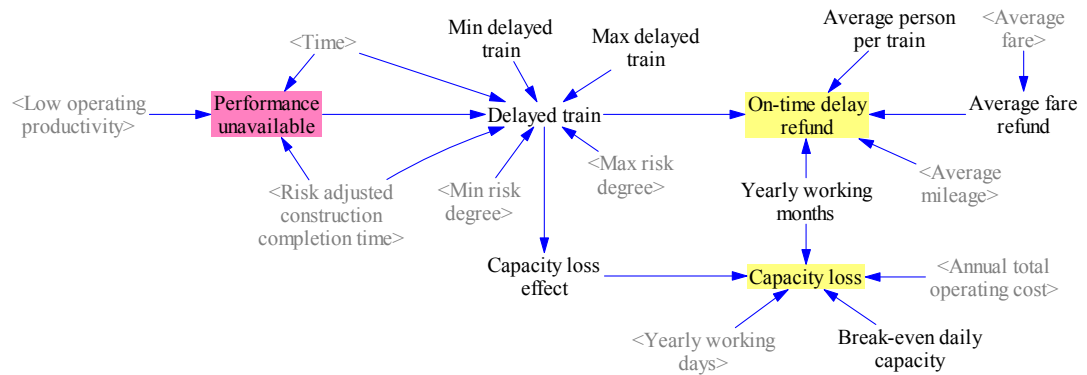 Min delayed
train
Max delayed
train
Average person
per train
<Average
fare>
<Time>
<Low operating
productivity>
Performance
unavailable
Delayed train
On-time delay
refund
Average fare
refund
<Risk adjusted
construction
completion time>
<Min risk
degree>
<Max risk
degree>
Yearly working
months
<Average
mileage>
Capacity loss
effect
Capacity loss
<Annual total
operating cost>
<Yearly working
days>
Break-even daily
capacity